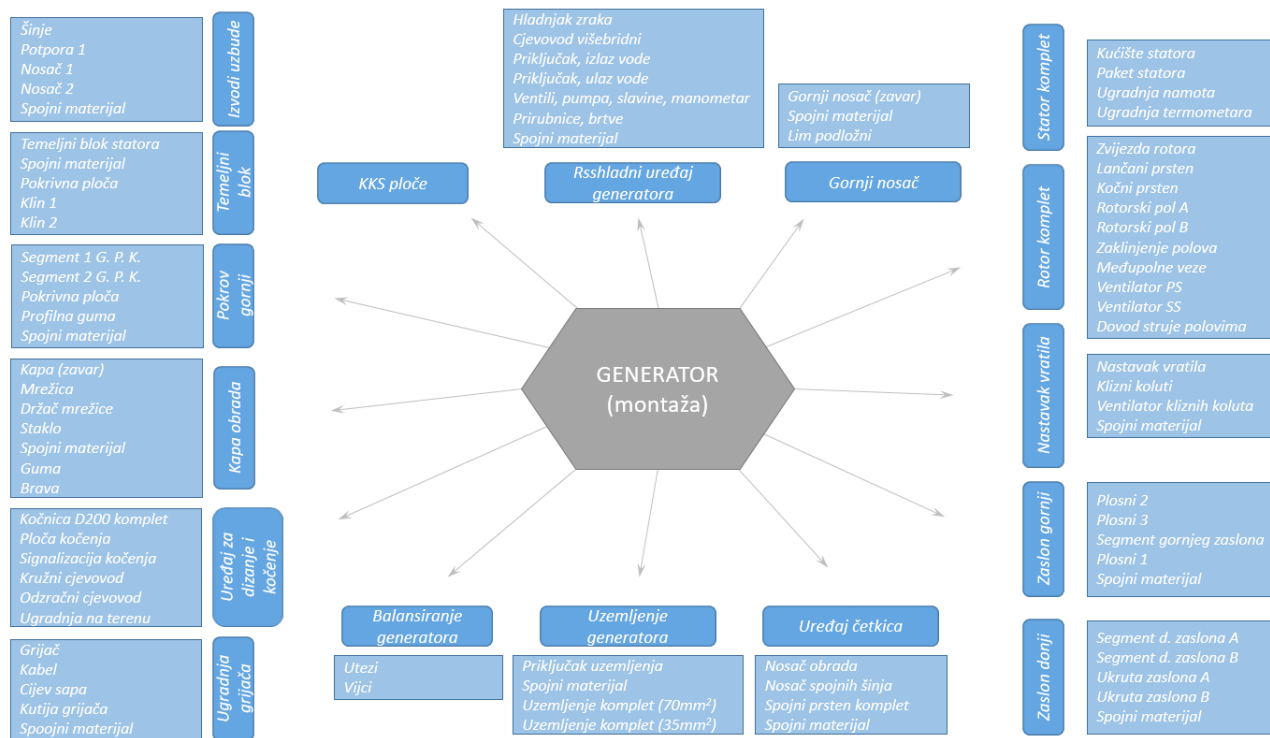 Šinje
Potpora 1
Nosač 1
Nosač 2
Spojni materijal
Izvodi uzbude
Temeljni blok statora
Spojni materijal
Pokrivna ploča
Klin 1
Klin 2
Temeljni
blok
Segment 1 G. P. K.
Segment 2 G. P. K.
Pokrivna ploča
Profilna guma
Spojni materijal
Pokrov
gornji
Kapa (zavar)
Mrežica
Držač mrežice
Staklo
Spojni materijal
Guma
Brava
Kapa obrada
Kočnica D200 komplet
Ploča kočenja
Signalizacija kočenja
Kružni cjevovod
Odzračni cjevovod
Ugradnja na terenu
Uređaj za
dizanje i
kočenje
Grijač
Kabel
Cijev sapa
Kutija grijača
Spoojni materijal
Ugradnja
grijača
KKS ploče
Hladnjak zraka
Cjevovod višebridni
Priključak, izlaz vode
Priključak, ulaz vode
Ventili, pumpa, slavine, manometar
Prirubnice, brtve
Spojni materijal
Rsshladni uređaj
generatora
Gornji nosač (zavar)
Spojni materijal
Lim podložni
Gornji nosač
GENERATOR
(montaža)
Balansiranje
generatora
Utezi
Vijci
Uzemljenje
generatora
Priključak uzemljenja
Spojni materijal
Uzemljenje komplet (70mm²)
Uzemljenje komplet (35mm²)
Uređaj četkica
Nosač obrada
Nosač spojnih šinja
Spojni prsten komplet
Spojni materijal
Stator komplet
Kućište statora
Paket statora
Ugradnja namota
Ugradnja termometara
Rotor komplet
Zvijezda rotora
Lančani prsten
Kočni prsten
Rotorski pol A
Rotorski pol B
Zaklinjenje polova
Međupolne veze
Ventilator PS
Ventilator SS
Dovod struje polovima
Nastavak vratila
Nastavak vratila
Klizni koluti
Ventilator kliznih koluta
Spojni materijal
Zaslon gornji
Plosni 2
Plosni 3
Segment gornjeg zaslona
Plosni 1
Spojni materijal
Zaslon donji
Segment d. zaslona A
Segment d. zaslona B
Ukruta zaslona A
Ukruta zaslona B
Spojni materijal